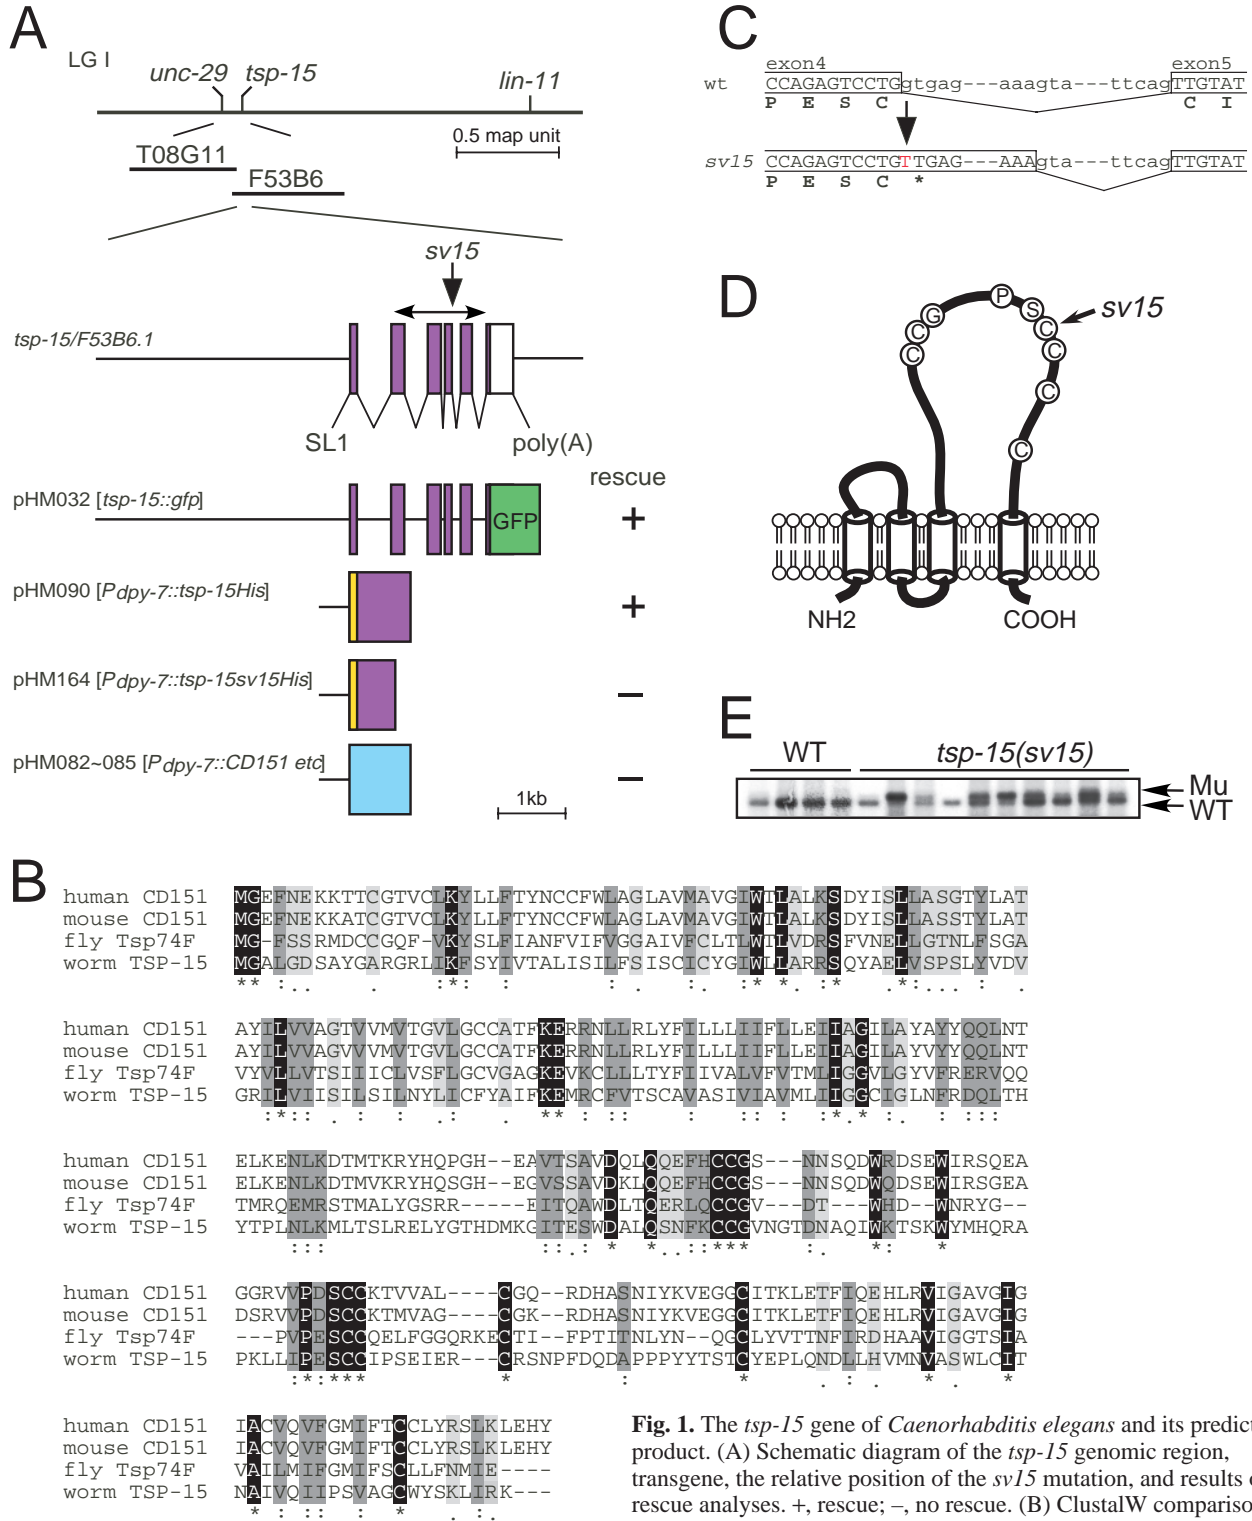 A
LG I
unc-29
tsp-15
lin-11
0.5 map unit
T08G11
F53B6
sv15
tsp-15/F53B6.1
SL1
poly(A)
rescue
pHM032 [tsp-15::gfp]
GFP
+
pHM090 [Pdpy-7::tsp-15His]
+
pHM164 [Pdpy-7::tsp-15sv15His]
–
pHM082~085 [Pdpy-7::CD151 etc]
–
1kb
C
exon4 exon5
wt CCAGAGTCCTGgtgag---aaagta---ttcagTTGTAT
P E S C C I
sv15 CCAGAGTCCTGTTGAG---AAAgta---ttcagTTGTAT
P E S C *
D
C C G P S C C C C
sv15
NH2
COOH
E
WT
tsp-15(sv15)
Mu
WT
B
human CD151 MGEFNEKKTTCGTVCLKYLLFTYNCCFWLAGLAVMAVGIWTLALKSDYISLLASGTYLAT
mouse CD151 MGEFNEKKATCGTVCLKYLLFTYNCCFWLAGLAVMAVGIWTLALKSDYISLLASSTYLAT
fly Tsp74F MG-FSSRMDCCGQF-VKYSLFIANFVIFVGGAIVFCLTLWTLVDRSFVNELLGTNLFSGA
worm TSP-15 MGALGDSAYGARGRLIKFSYIVTALISILFSISCICYGIWLLARRSQYAELVSPSLYVDV
** :. . :*: : : : : * *. :* .*:... :. .
human CD151 AYILVVAGTVVMVTGVLGCCATFKERRNLLRLYFILLLIIFLLEIIAGILAYAYYQQLNT
mouse CD151 AYILVVAGVVVMVTGVLGCCATFKERRNLLRLYFILLLIIFLLEIIAGILAYVYYQQLNT
fly Tsp74F VYVLLVTSIIICLVSFLGCVGAGKEVKCLLLTYFIIVALVFVTMLIGGVLGYVFRERVQQ
worm TSP-15 GRILVIISILSILNYLICFYAIFKEMRCFVTSCAVASIVIAVMLIIGGCIGLNFRDQLTH
:*: . : : .: : ** :: : : : :*.* :. : :::
human CD151 ELKENLKDTMTKRYHQPGH--EAVTSAVDQLQQEFHCCGS---NNSQDWRDSEWIRSQEA
mouse CD151 ELKENLKDTMVKRYHQSGH--EGVSSAVDKLQQEFHCCGS---NNSQDWQDSEWIRSGEA
fly Tsp74F TMRQEMRSTMALYGSRR----EITQAWDLTQERLQCCGV---DT---WHD--WNRYG--
worm TSP-15 YTPLNLKMLTSLRELYGTHDMKGITESWDALQSNFKCCGVNGTDNAQIWKTSKWYMHQRA
::: ::.: * *..::*** :. *: *
human CD151 GGRVVPDSCCKTVVAL----CGQ--RDHASNIYKVEGGCITKLETFIQEHLRVIGAVGIG
mouse CD151 DSRVVPDSCCKTMVAG----CGK--RDHASNIYKVEGGCITKLETFIQEHLRVIGAVGIG
fly Tsp74F ---PVPESCCQELFGGQRKECTI--FPTITNLYN--QGCLYVTTNFIRDHAAVIGGTSIA
worm TSP-15 PKLLIPESCCIPSEIER---CRSNPFDQDAPPPYYTSTCYEPLQNDLLHVMNVASWLCIT
:*:*** * : * . : . * . *
human CD151 IACVQVFGMIFTCCLYRSLKLEHY
mouse CD151 IACVQVFGMIFTCCLYRSLKLEHY
fly Tsp74F VAILMIFGMIFSCLLFNMIE----
worm TSP-15 NAIVQIIPSVAGCWYSKLIRK---
* : :: : * . :.
Fig. 1. The tsp-15 gene of Caenorhabditis elegans and its predict
product. (A) Schematic diagram of the tsp-15 genomic region,
transgene, the relative position of the sv15 mutation, and results o
rescue analyses. +, rescue; –, no rescue. (B) ClustalW compariso